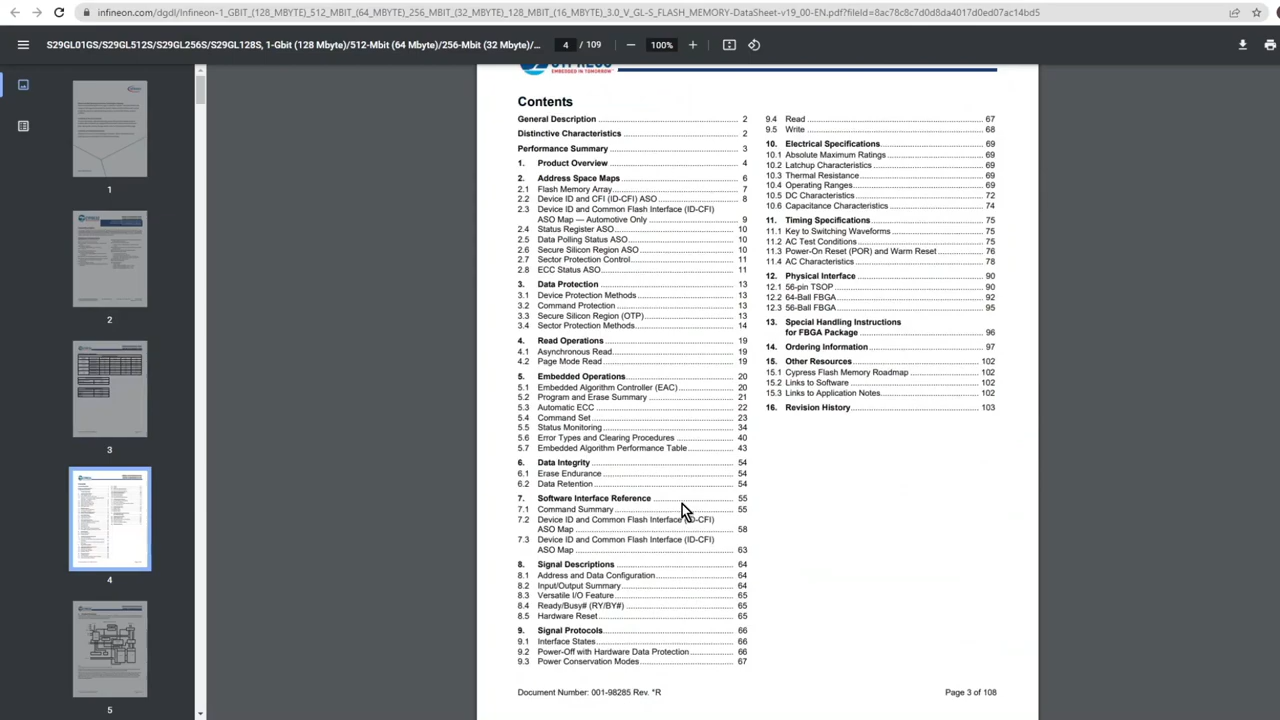 infineon.com/dgdl/Infineon-1_GBIT_(128_MBYTE)_512_MBIT_(64_MBYTE)_256_MBIT_(32_MBYTE)_128_MBIT_(16_MBYTE)_3.0_V_GL-S_FLASH_MEMORY-DataSheet-v19_00-EN.pdf?fileId=8ac78c8c7d0d8da4017d0ed07ac14bd5
S29GL01GS/S29GL512S/S29GL256S/S29GL128S, 1-Gbit (128 Mbyte)/512-Mbit (64 Mbyte)/256-Mbit (32 Mbyte)/... 4 / 109 100%
EMBEDDED IN TOMORROW
Contents
General Description 2
Distinctive Characteristics 2
Performance Summary 3
1. Product Overview 4
2. Address Space Maps 6
2.1 Flash Memory Array 7
2.2 Device ID and CFI (ID-CFI) ASO 8
2.3 Device ID and Common Flash Interface (ID-CFI)
ASO Map — Automotive Only 9
2.4 Status Register ASO 10
2.5 Data Polling Status ASO 10
2.6 Secure Silicon Region ASO 10
2.7 Sector Protection Control 11
2.8 ECC Status ASO 11
3. Data Protection 13
3.1 Device Protection Methods 13
3.2 Command Protection 13
3.3 Secure Silicon Region (OTP) 13
3.4 Sector Protection Methods 14
4. Read Operations 19
4.1 Asynchronous Read 19
4.2 Page Mode Read 19
5. Embedded Operations 20
5.1 Embedded Algorithm Controller (EAC) 20
5.2 Program and Erase Summary 21
5.3 Automatic ECC 22
5.4 Command Set 23
5.5 Status Monitoring 34
5.6 Error Types and Clearing Procedures 40
5.7 Embedded Algorithm Performance Table 43
6. Data Integrity 54
6.1 Erase Endurance 54
6.2 Data Retention 54
7. Software Interface Reference 55
7.1 Command Summary 55
7.2 Device ID and Common Flash Interface (ID-CFI)
ASO Map 58
7.3 Device ID and Common Flash Interface (ID-CFI)
ASO Map 63
8. Signal Descriptions 64
8.1 Address and Data Configuration 64
8.2 Input/Output Summary 64
8.3 Versatile I/O Feature 65
8.4 Ready/Busy# (RY/BY#) 65
8.5 Hardware Reset 65
9. Signal Protocols 66
9.1 Interface States 66
9.2 Power-Off with Hardware Data Protection 66
9.3 Power Conservation Modes 67
9.4 Read 67
9.5 Write 68
10. Electrical Specifications 69
10.1 Absolute Maximum Ratings 69
10.2 Latchup Characteristics 69
10.3 Thermal Resistance 69
10.4 Operating Ranges 69
10.5 DC Characteristics 72
10.6 Capacitance Characteristics 74
11. Timing Specifications 75
11.1 Key to Switching Waveforms 75
11.2 AC Test Conditions 75
11.3 Power-On Reset (POR) and Warm Reset 76
11.4 AC Characteristics 78
12. Physical Interface 90
12.1 56-pin TSOP 90
12.2 64-Ball FBGA 92
12.3 56-Ball FBGA 95
13. Special Handling Instructions
for FBGA Package 96
14. Ordering Information 97
15. Other Resources 102
15.1 Cypress Flash Memory Roadmap 102
15.2 Links to Software 102
15.3 Links to Application Notes 102
16. Revision History 103
Document Number: 001-98285 Rev. *R Page 3 of 108
1
2
3
4
5